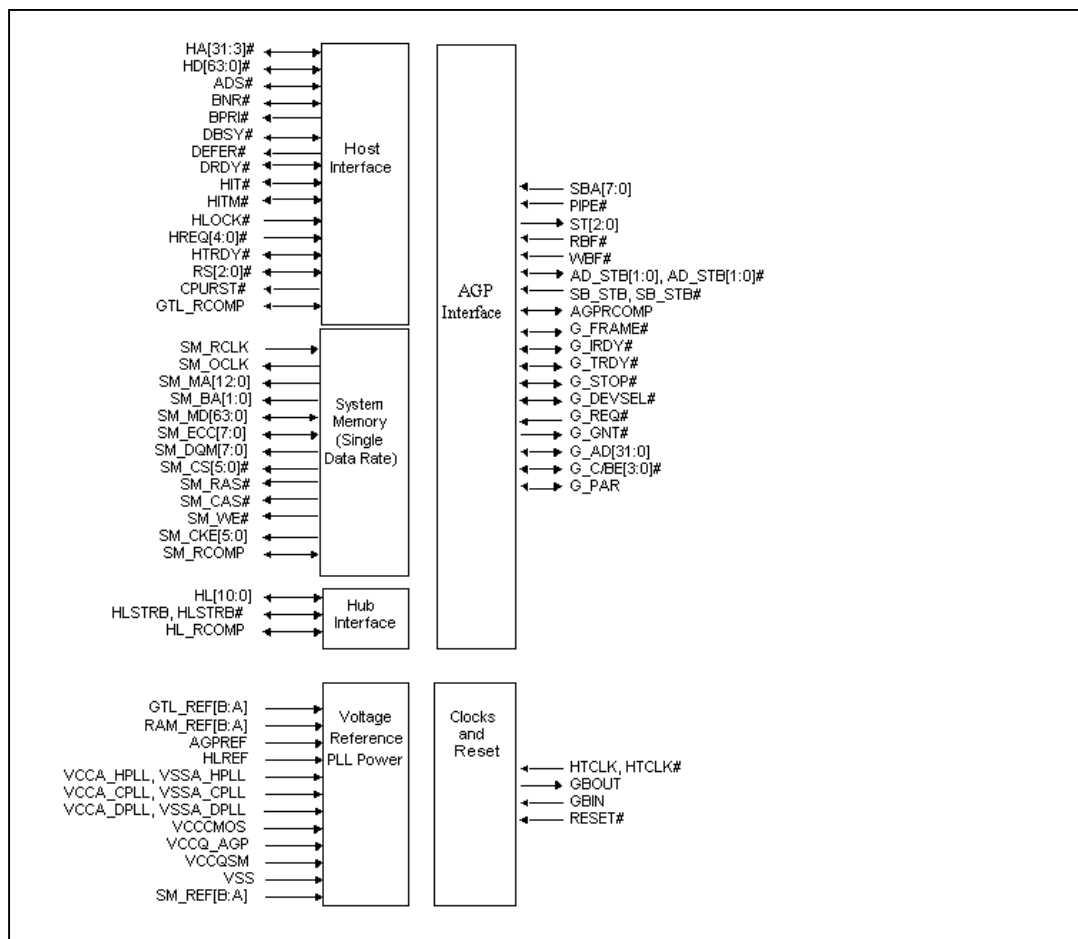 HA[31:3]#
HD[63:0]#
ADS#
BNR#
BPRI#
DBSY#
DEFER#
DRDY#
HIT#
HITM#
HLOCK#
HREQ[4:0]#
HTRDY#
RS[2:0]#
CPURST#
GTL_RCOMP
Host
Interface
SM_RCLK
SM_OCLK
SM_MA[12:0]
SM_BA[1:0]
SM_MD[63:0]
SM_ECC[7:0]
SM_DQM[7:0]
SM_CS[5:0]#
SM_RAS#
SM_CAS#
SM_WE#
SM_CKE[5:0]
SM_RCOMP
System
Memory
(Single
Data Rate)
HL[10:0]
HLSTRB, HLSTRB#
HL_RCOMP
Hub
Interface
AGP
Interface
SBA[7:0]
PIPE#
ST[2:0]
RBF#
WBF#
AD_STB[1:0], AD_STB[1:0]#
SB_STB, SB_STB#
AGPRCOMP
G_FRAME#
G_IRDY#
G_TRDY#
G_STOP#
G_DEVSEL#
G_REQ#
G_GNT#
G_AD[31:0]
G_C/BE[3:0]#
G_PAR
GTL_REF[B:A]
RAM_REF[B:A]
AGPREF
HLREF
VCCA_HPLL, VSSA_HPLL
VCCA_CPLL, VSSA_CPLL
VCCA_DPLL, VSSA_DPLL
VCCCMOS
VCCQ_AGP
VCCQSM
VSS
SM_REF[B:A]
Voltage
Reference
PLL Power
Clocks
and
Reset
HTCLK, HTCLK#
GBOUT
GBIN
RESET#